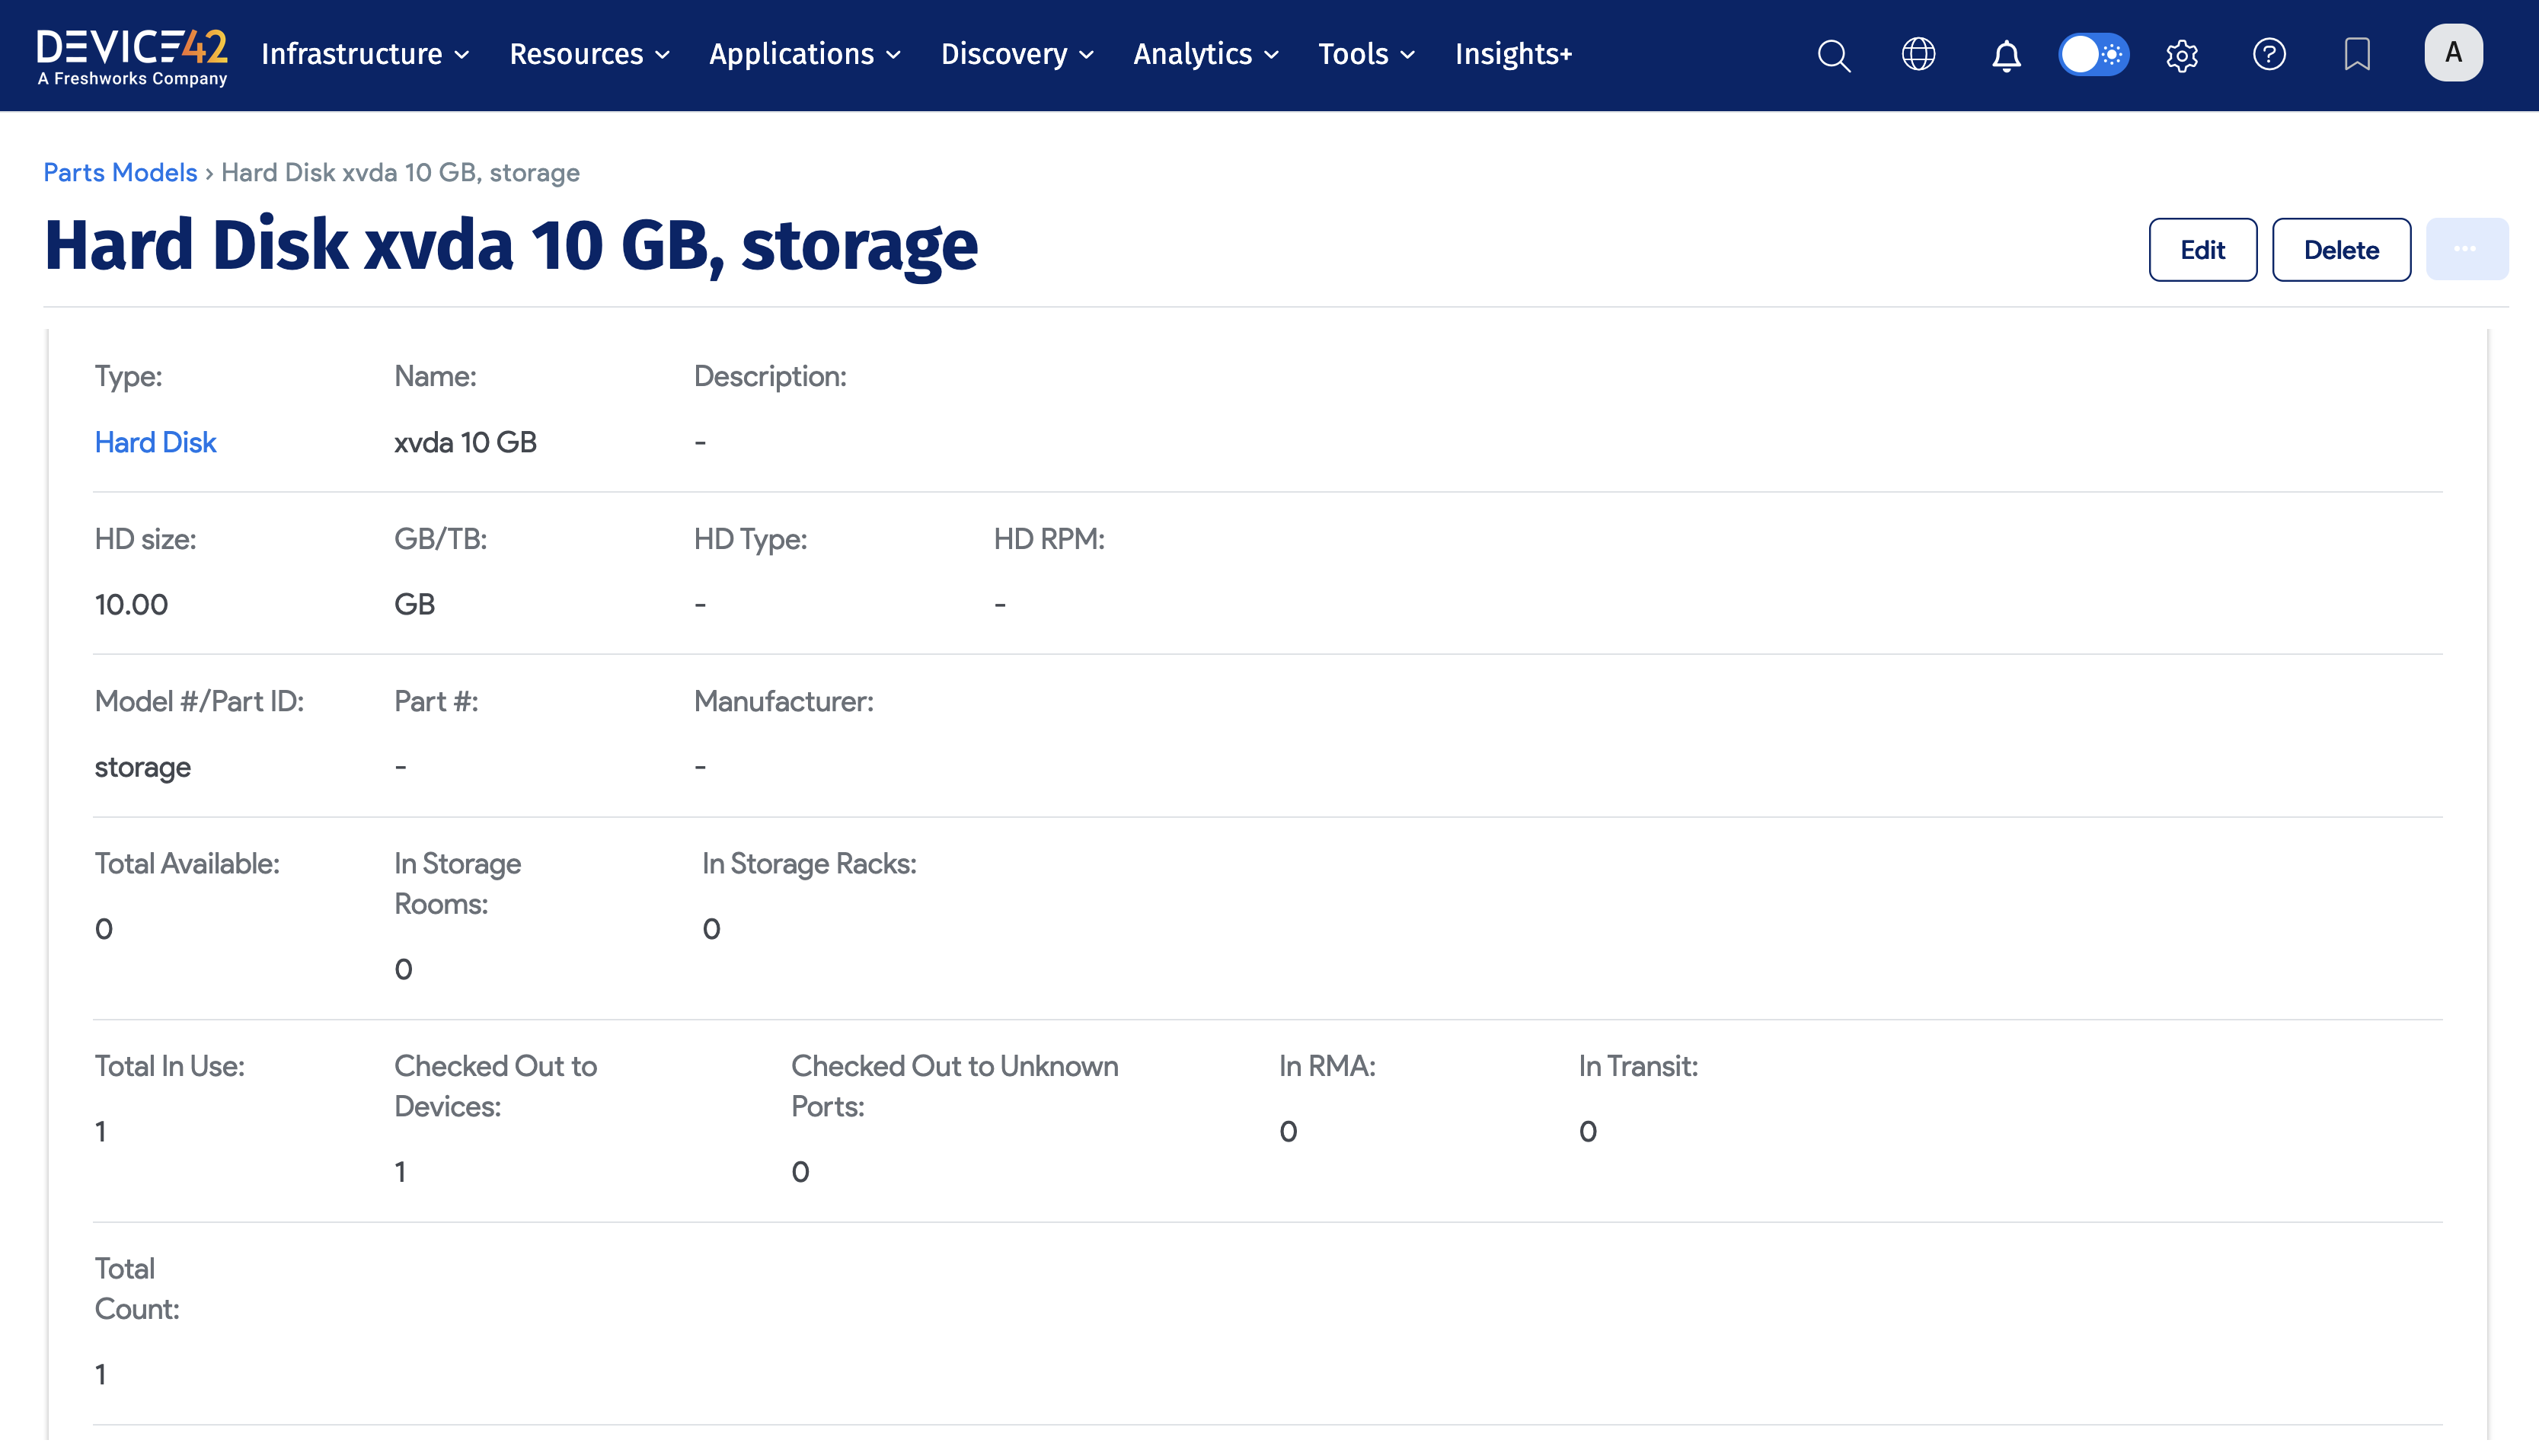 DEVICE42
A Freshworks Company
Infrastructure Resources Applications Discovery Analytics Tools Insights+
A
Parts Models › Hard Disk xvda 10 GB, storage
Hard Disk xvda 10 GB, storage
Edit Delete ...
Type: Name: Description:
Hard Disk xvda 10 GB -
HD size: GB/TB: HD Type: HD RPM:
10.00 GB - -
Model #/Part ID: Part #: Manufacturer:
storage - -
Total Available: In Storage Rooms: In Storage Racks:
0 0 0
Total In Use: Checked Out to Devices: Checked Out to Unknown Ports: In RMA: In Transit:
1 1 0 0 0
Total
Count:
1